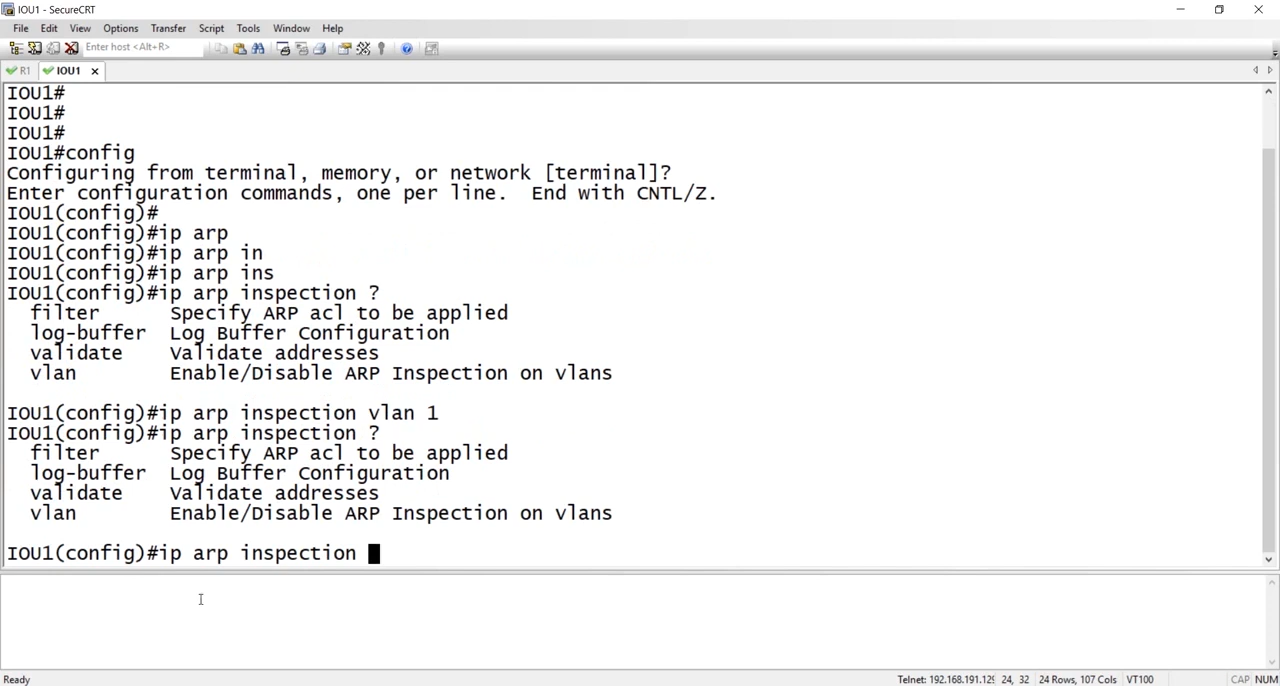 IOU1 - SecureCRT
File Edit View Options Transfer Script Tools Window Help
Enter host <Alt+R>
R1 IOU1
IOU1#
IOU1#
IOU1#
IOU1#config
Configuring from terminal, memory, or network [terminal]?
Enter configuration commands, one per line.  End with CNTL/Z.
IOU1(config)#
IOU1(config)#ip arp
IOU1(config)#ip arp in
IOU1(config)#ip arp ins
IOU1(config)#ip arp inspection ?
  filter      Specify ARP acl to be applied
  log-buffer  Log Buffer Configuration
  validate    Validate addresses
  vlan        Enable/Disable ARP Inspection on vlans
IOU1(config)#ip arp inspection vlan 1
IOU1(config)#ip arp inspection ?
  filter      Specify ARP acl to be applied
  log-buffer  Log Buffer Configuration
  validate    Validate addresses
  vlan        Enable/Disable ARP Inspection on vlans
IOU1(config)#ip arp inspection
Ready Telnet: 192.168.191.129 24, 32 24 Rows, 107 Cols VT100 CAP NUM